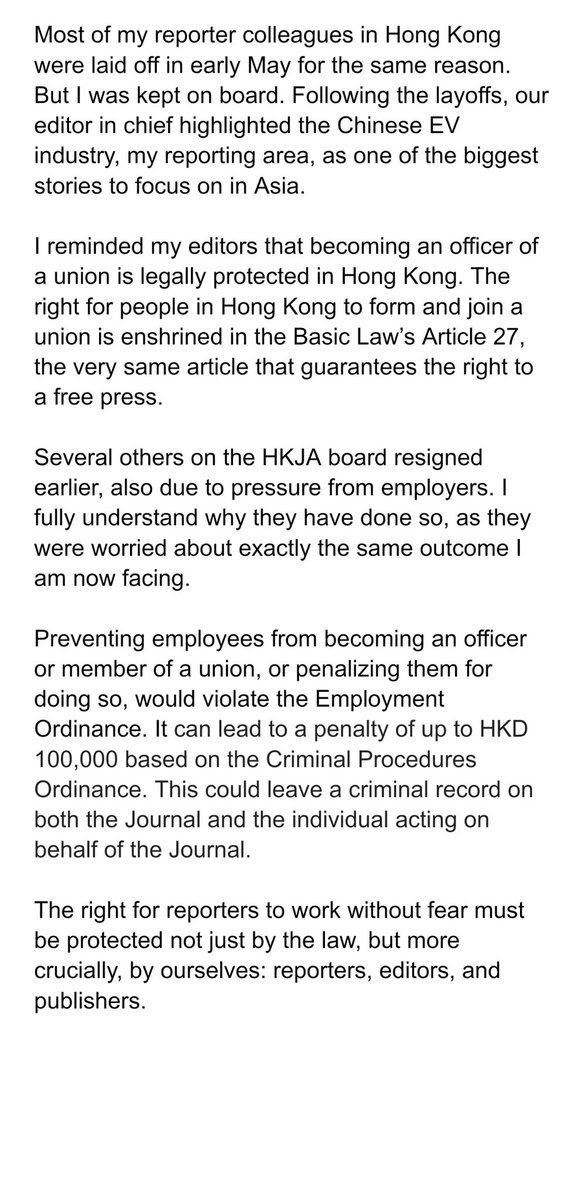 Most of my reporter colleagues in Hong Kong
were laid off in early May for the same reason.
But I was kept on board. Following the layoffs, our
editor in chief highlighted the Chinese EV
industry, my reporting area, as one of the biggest
stories to focus on in Asia.
I reminded my editors that becoming an officer of
a union is legally protected in Hong Kong. The
right for people in Hong Kong to form and join a
union is enshrined in the Basic Law’s Article 27,
the very same article that guarantees the right to
a free press.
Several others on the HKJA board resigned
earlier, also due to pressure from employers. I
fully understand why they have done so, as they
were worried about exactly the same outcome I
am now facing.
Preventing employees from becoming an officer
or member of a union, or penalizing them for
doing so, would violate the Employment
Ordinance. It can lead to a penalty of up to HKD
100,000 based on the Criminal Procedures
Ordinance. This could leave a criminal record on
both the Journal and the individual acting on
behalf of the Journal.
The right for reporters to work without fear must
be protected not just by the law, but more
crucially, by ourselves: reporters, editors, and
publishers.